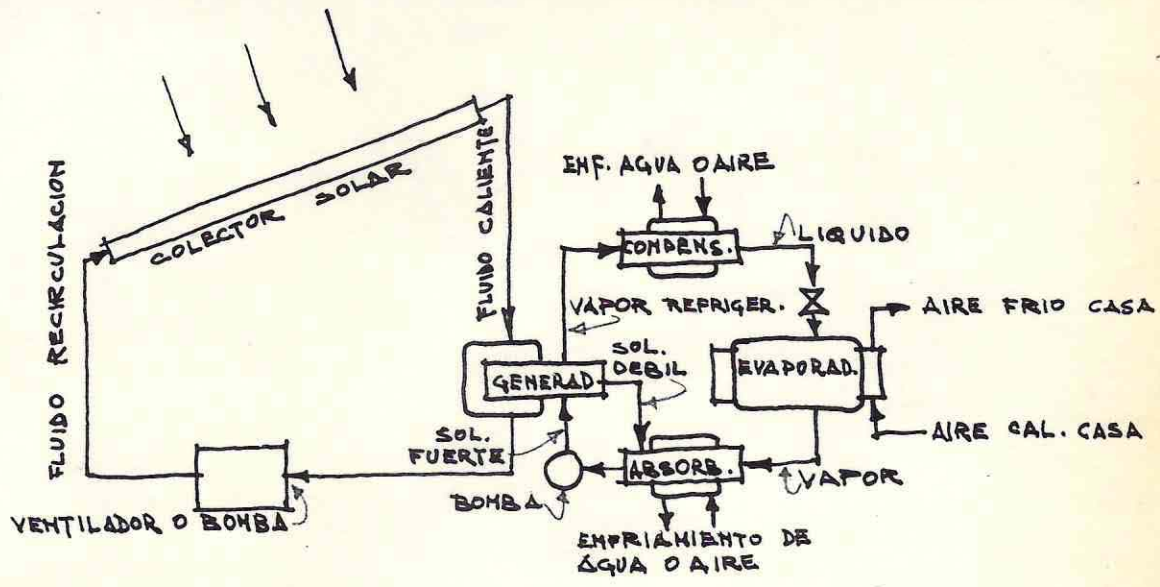 ENF. AGUA O AIRE
COLECTOR SOLAR
FLUIDO CALIENTE
FLUIDO RECIRCULACION
CONDENS.
LIQUIDO
VAPOR REFRIGER.
AIRE FRIO CASA
SOL.
DEBIL
GENERAD
EVAPORAD.
SOL.
FUERTE
AIRE CAL. CASA
ABSORB.
VAPOR
BOMBA
VENTILADOR O BOMBA
ENFRIAMIENTO DE
ÁGUA O AIRE